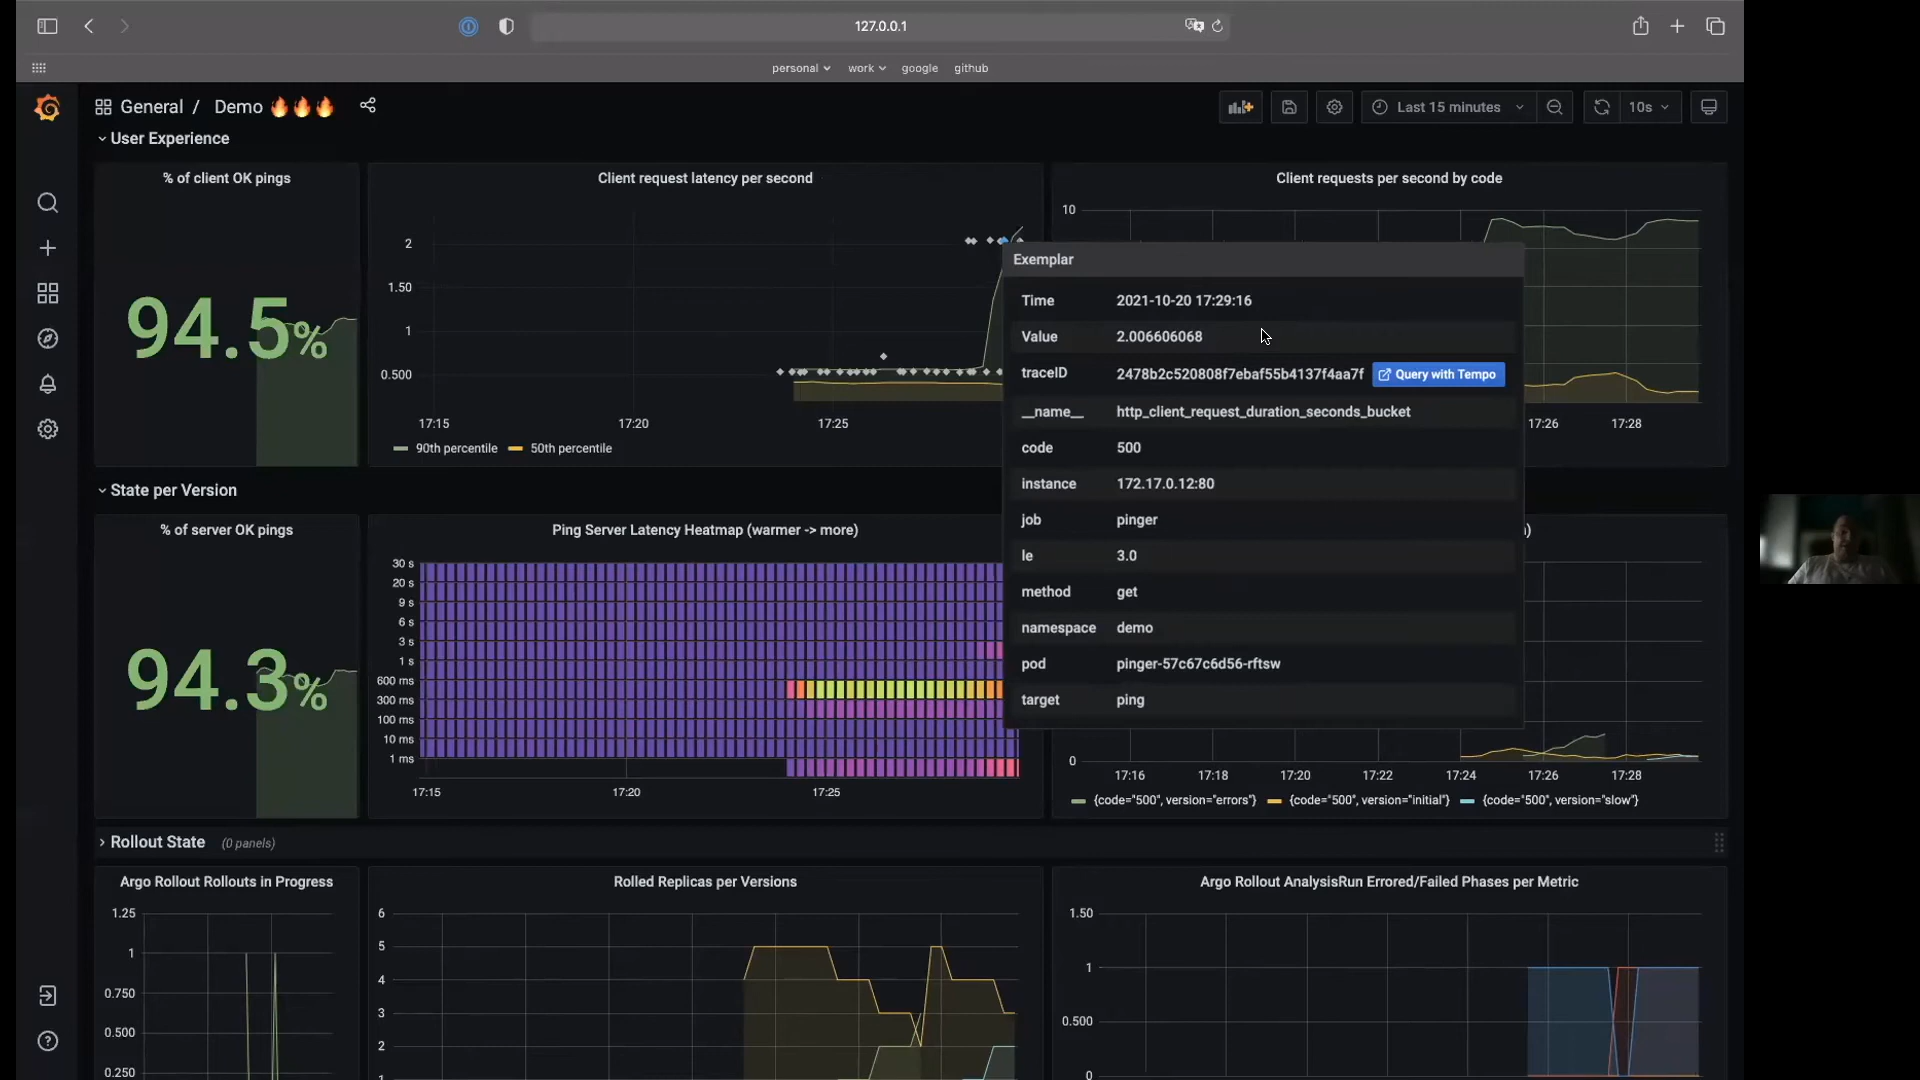 127.0.0.1
personal work google github
General / Demo 🔥🔥🔥
Last 15 minutes 10s
User Experience
% of client OK pings
94.5%
Client request latency per second
2
1.50
1
0.500
17:15 17:20 17:25
90th percentile 50th percentile
Client requests per second by code
10
17:26 17:28
Exemplar
Time 2021-10-20 17:29:16
Value 2.006606068
traceID 2478b2c520808f7ebaf55b4137f4aa7f Query with Tempo
__name__ http_client_request_duration_seconds_bucket
code 500
instance 172.17.0.12:80
job pinger
le 3.0
method get
namespace demo
pod pinger-57c67c6d56-rftsw
target ping
State per Version
% of server OK pings
94.3%
Ping Server Latency Heatmap (warmer -> more)
30 s
20 s
9 s
6 s
3 s
1 s
600 ms
300 ms
100 ms
10 ms
1 ms
17:15 17:20 17:25
)
0
17:16 17:18 17:20 17:22 17:24 17:26 17:28
{code="500", version="errors"} {code="500", version="initial"} {code="500", version="slow"}
Rollout State (0 panels)
Argo Rollout Rollouts in Progress
1.25
1
0.750
0.500
0.250
Rolled Replicas per Versions
6
5
4
3
2
1
Argo Rollout AnalysisRun Errored/Failed Phases per Metric
1.50
1
0.500
0